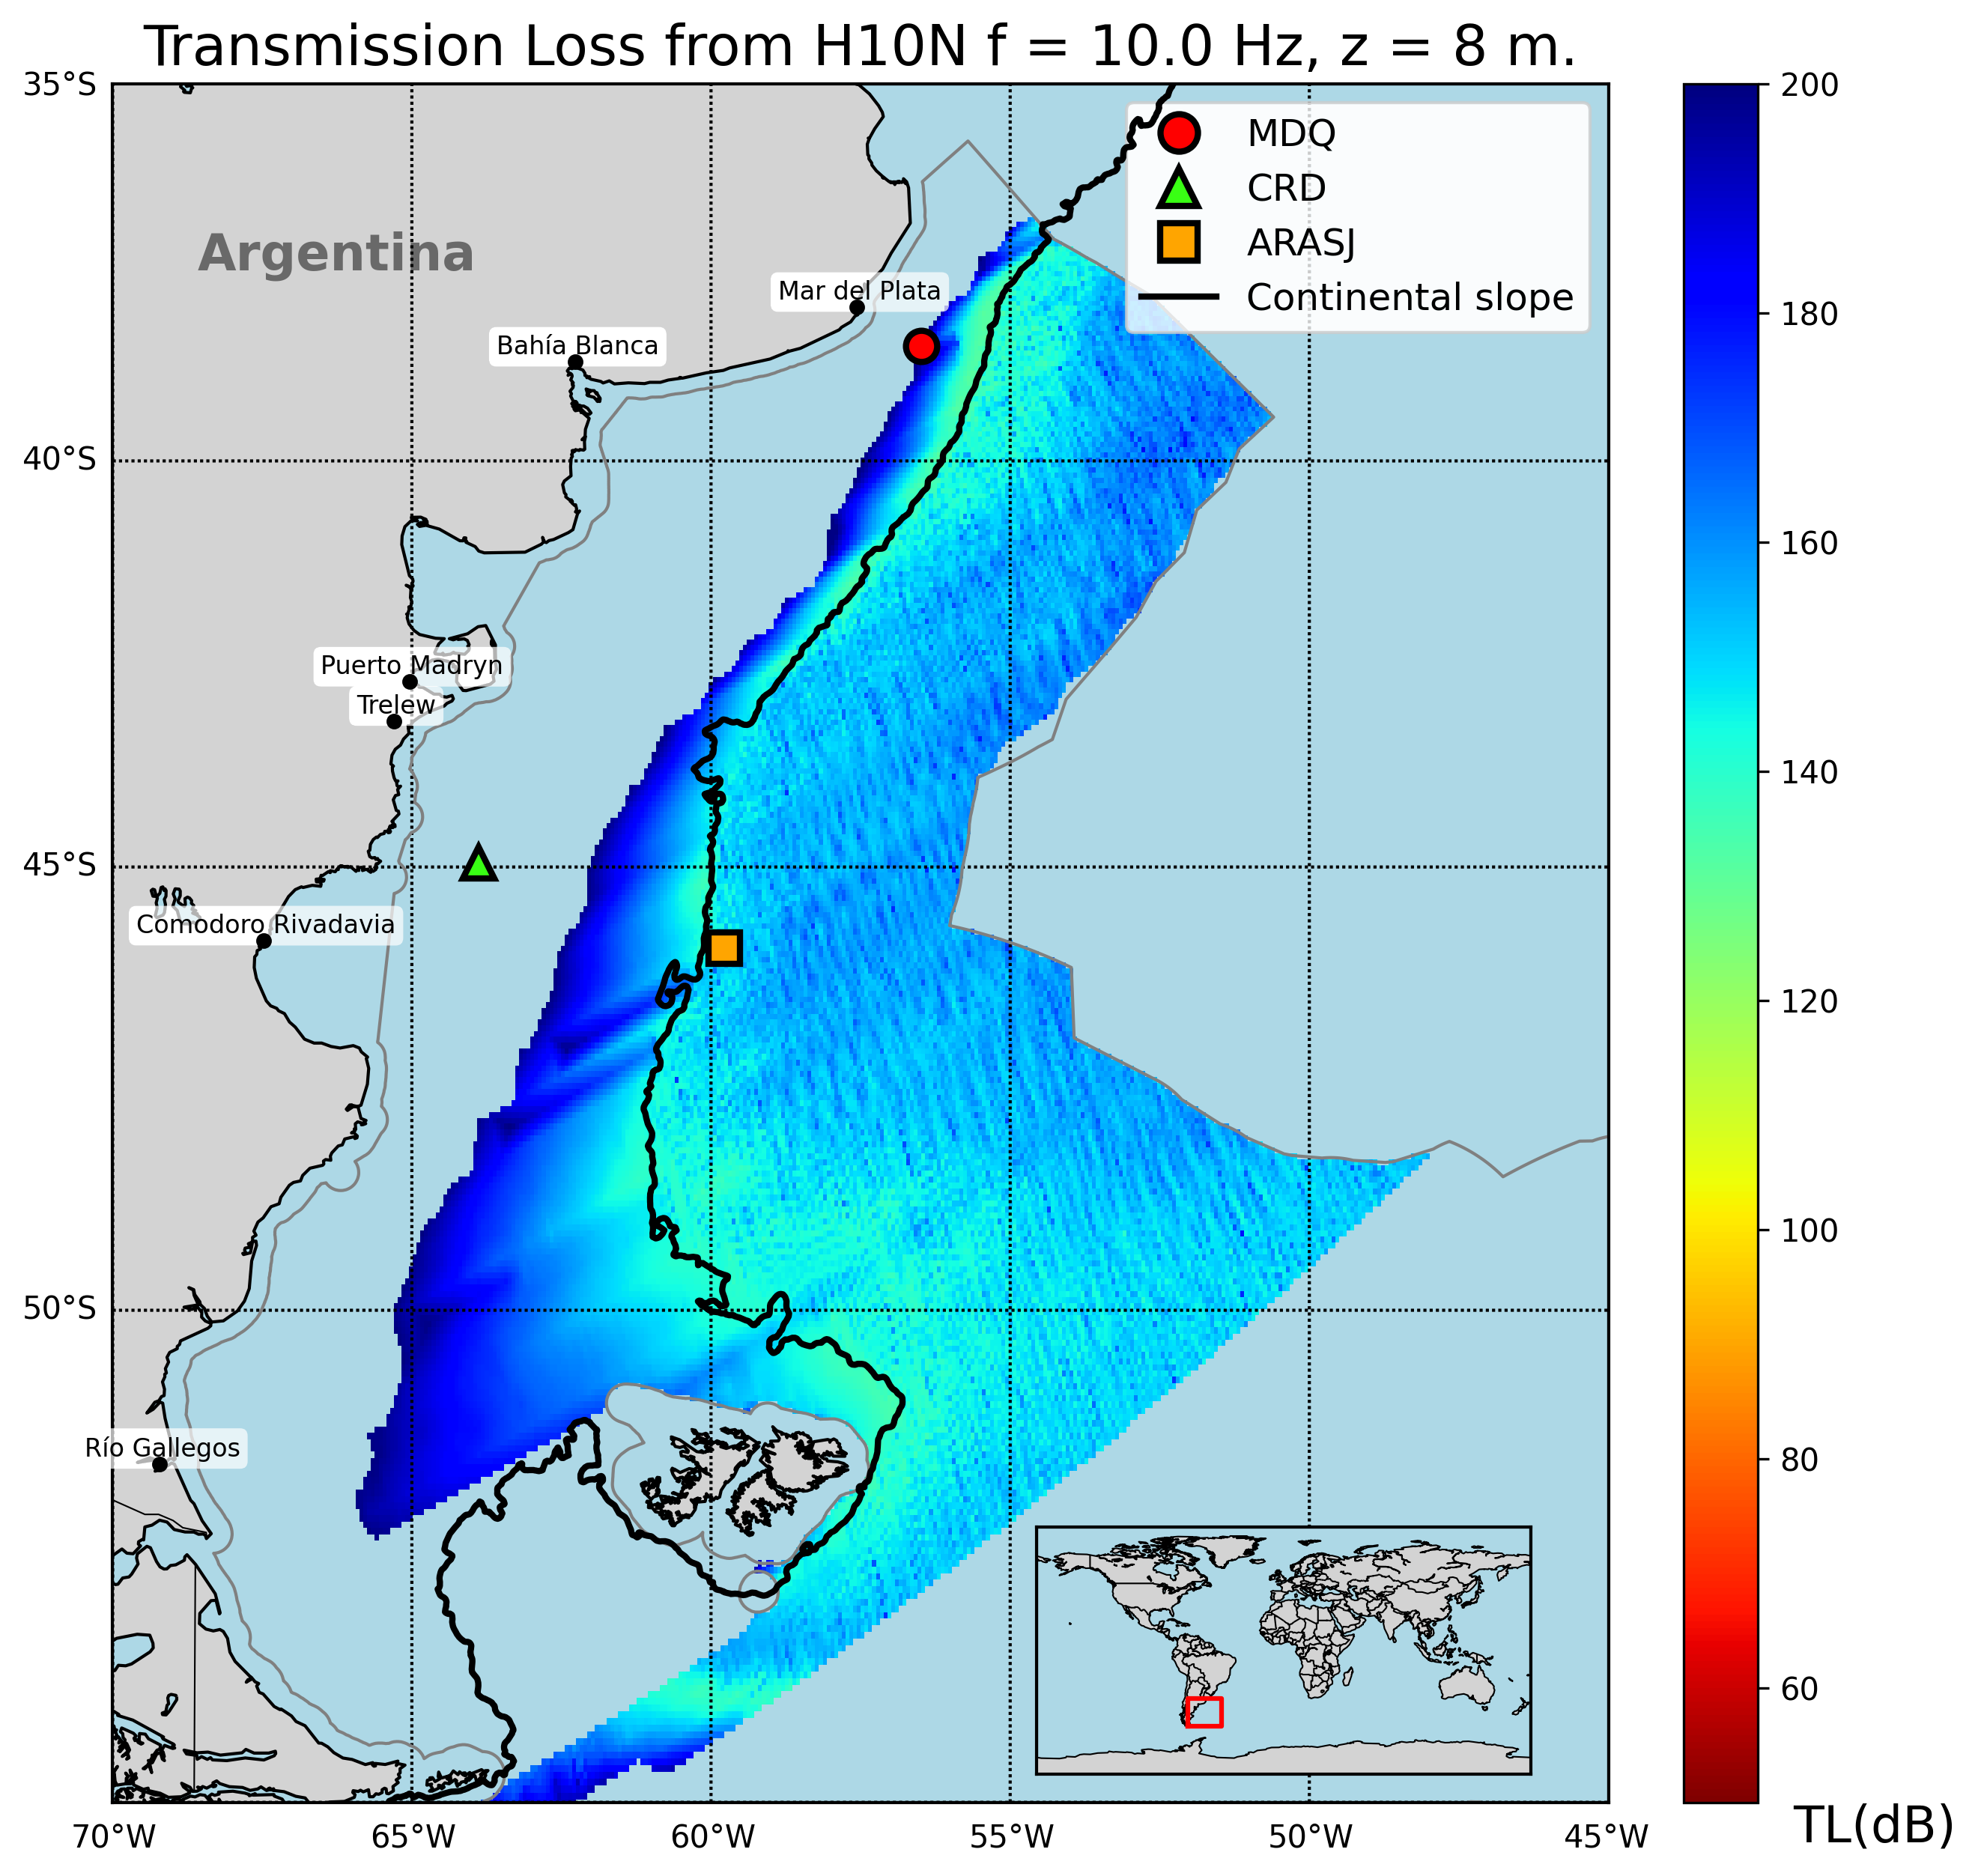 Transmission Loss from H10N f = 10.0 Hz, z = 8 m.
35°S
40°S
45°S
50°S
70°W
65°W
60°W
55°W
50°W
45°W
Argentina
Mar del Plata
Bahía Blanca
Puerto Madryn
Trelew
Comodoro Rivadavia
Río Gallegos
MDQ
CRD
ARASJ
Continental slope
200
180
160
140
120
100
80
60
TL(dB)